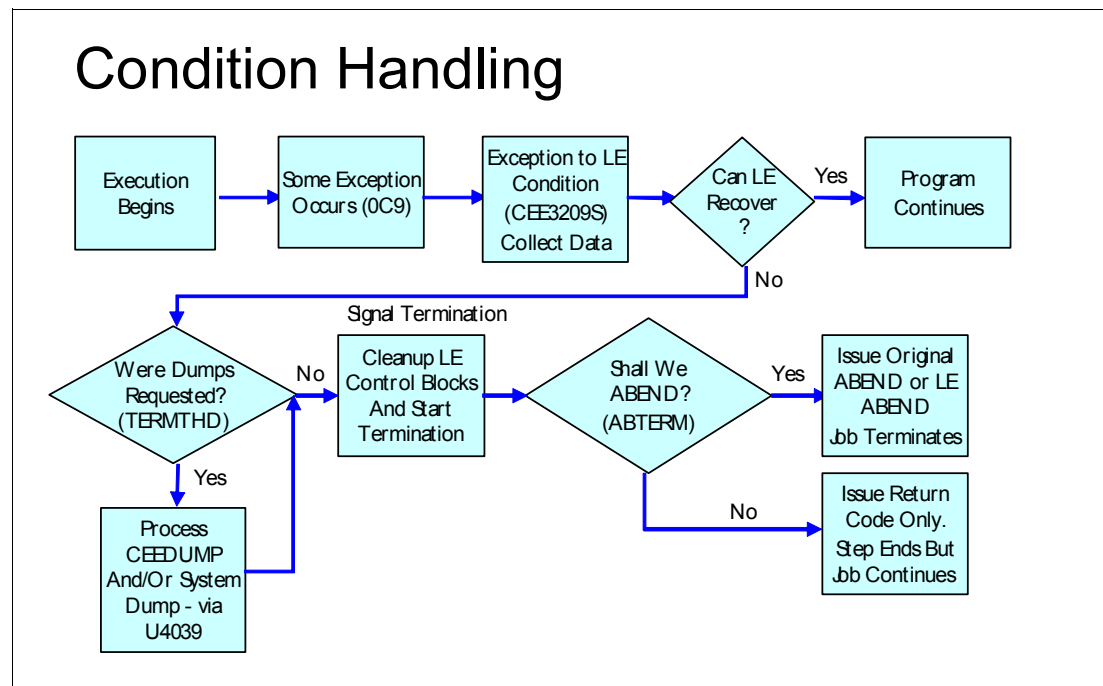 Condition Handling
Execution
Begins
Some Exception
Occurs (0C9)
Exception to LE
Condition
(CEE3209S)
Collect Data
Can LE
Recover
?
Yes
Program
Continues
No
Signal Termination
Were Dumps
Requested?
(TERMTHD)
No
Cleanup LE
Control Blocks
And Start
Termination
Shall We
ABEND?
(ABTERM)
Yes
Issue Original
ABEND or LE
ABEND
Job Terminates
Yes
Process
CEEDUMP
And/Or System
Dump - via
U4039
No
Issue Return
Code Only.
Step Ends But
Job Continues